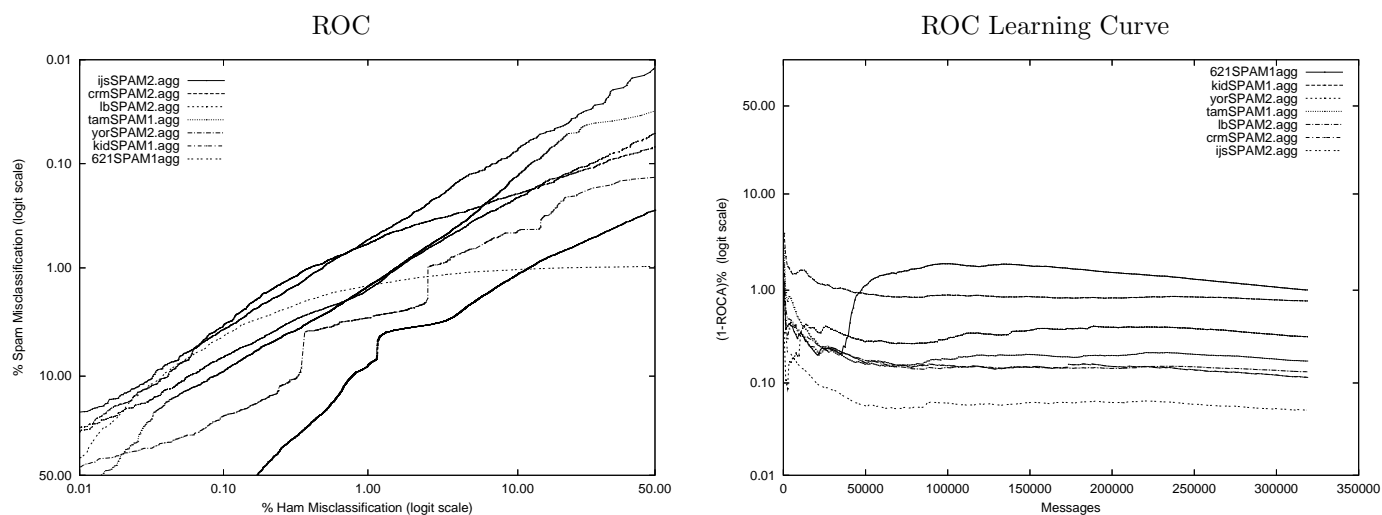 ROC
0.01
0.10
1.00
10.00
50.00
% Spam Misclassification (logit scale)
ijsSPAM2.agg
crmSPAM2.agg
lbSPAM2.agg
tamSPAM1.agg
yorSPAM2.agg
kidSPAM1.agg
621SPAM1agg
0.01
0.10
1.00
10.00
50.00
% Ham Misclassification (logit scale)
ROC Learning Curve
50.00
10.00
1.00
0.10
0.01
(1-ROCA)% (logit scale)
621SPAM1agg
kidSPAM1.agg
yorSPAM2.agg
tamSPAM1.agg
lbSPAM2.agg
crmSPAM2.agg
ijsSPAM2.agg
0
50000
100000
150000
200000
250000
300000
350000
Messages